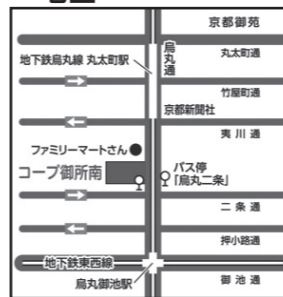 京都御苑
烏丸通
丸太町通
地下鉄烏丸線 丸太町駅
竹屋町通
京都新聞社
夷川通
ファミリーマートさん
コープ御所南
バス停
「烏丸二条」
二条通
押小路通
地下鉄東西線
烏丸御池駅
御池通